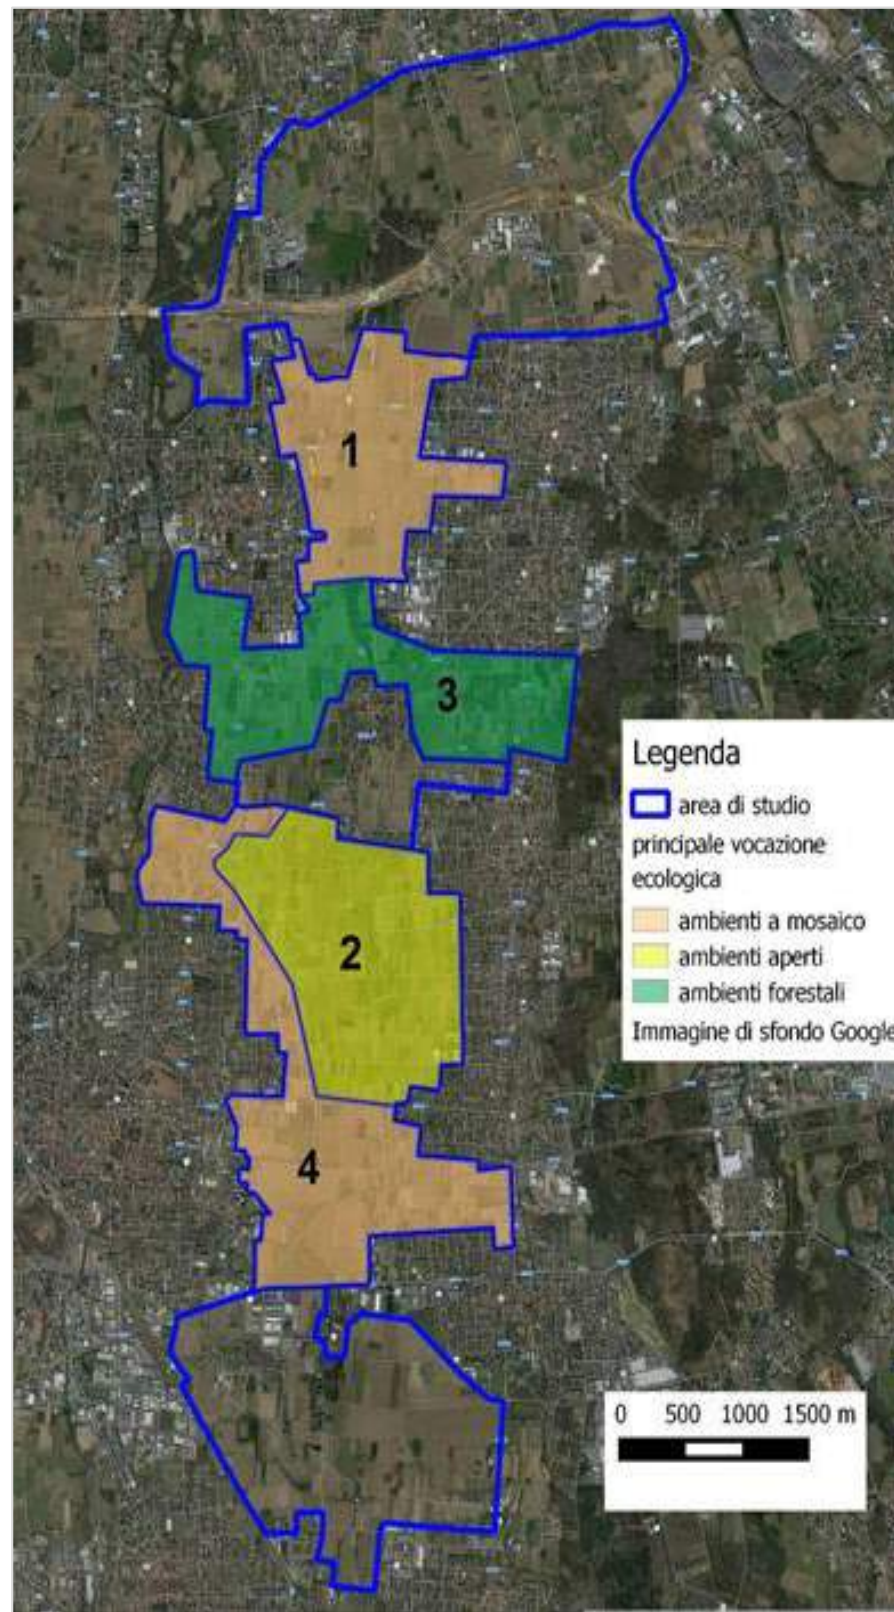 1
3
Legenda
area di studio
principale vocazione
ecologica
ambienti a mosaico
2
ambienti aperti
ambienti forestali
Immagine di sfondo Google
4
0 500 1000 1500 m